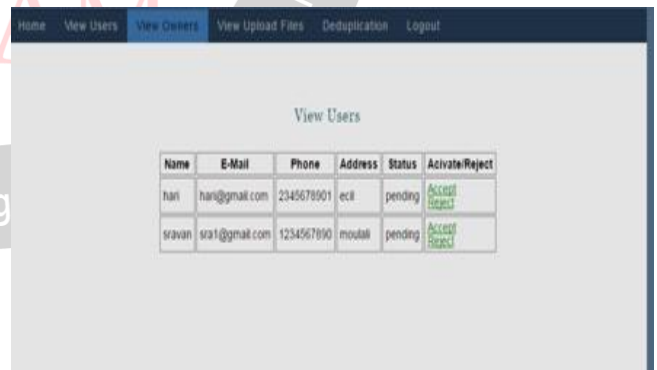 Home View Users View Owners View Upload Files Deduplication Logout
View Users
Name E-Mail Phone Address Status Acivate/Reject
hari hari@gmail.com 2345678901 ecil pending Accept
Reject
sravan sra1@gmail.com 1234567890 moulali pending Accept
Reject